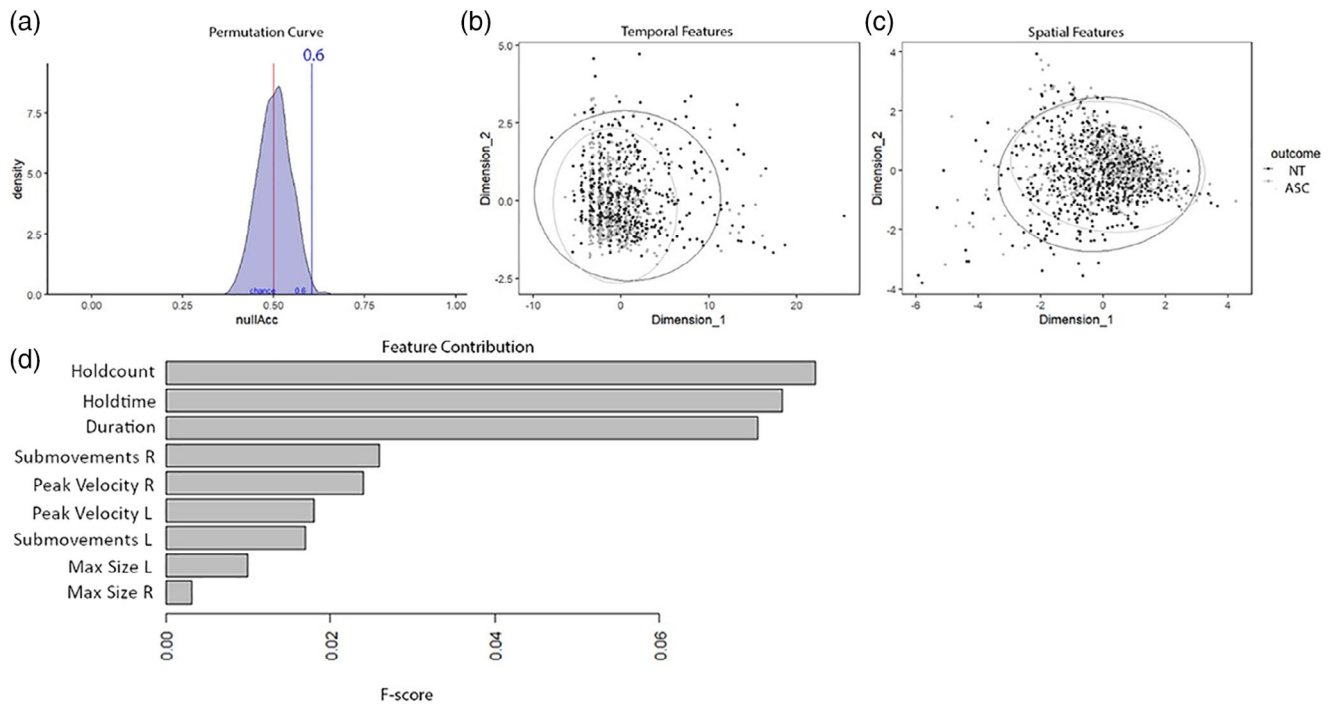 (a)
Permutation Curve
0.6
density
7.5
5.0
2.5
0.0
chance 0.6
0.00 0.25 0.50 0.75 1.00
nullAcc
(b)
Temporal Features
Dimension_2
5.0
2.5
0.0
-2.5
-10 0 10 20
Dimension_1
(c)
Spatial Features
Dimension_2
4
2
0
-2
-4
-6 -4 -2 0 2 4
Dimension_1
outcome
NT
ASC
(d)
Feature Contribution
Holdcount
Holdtime
Duration
Submovements R
Peak Velocity R
Peak Velocity L
Submovements L
Max Size L
Max Size R
0.00 0.02 0.04 0.06
F-score